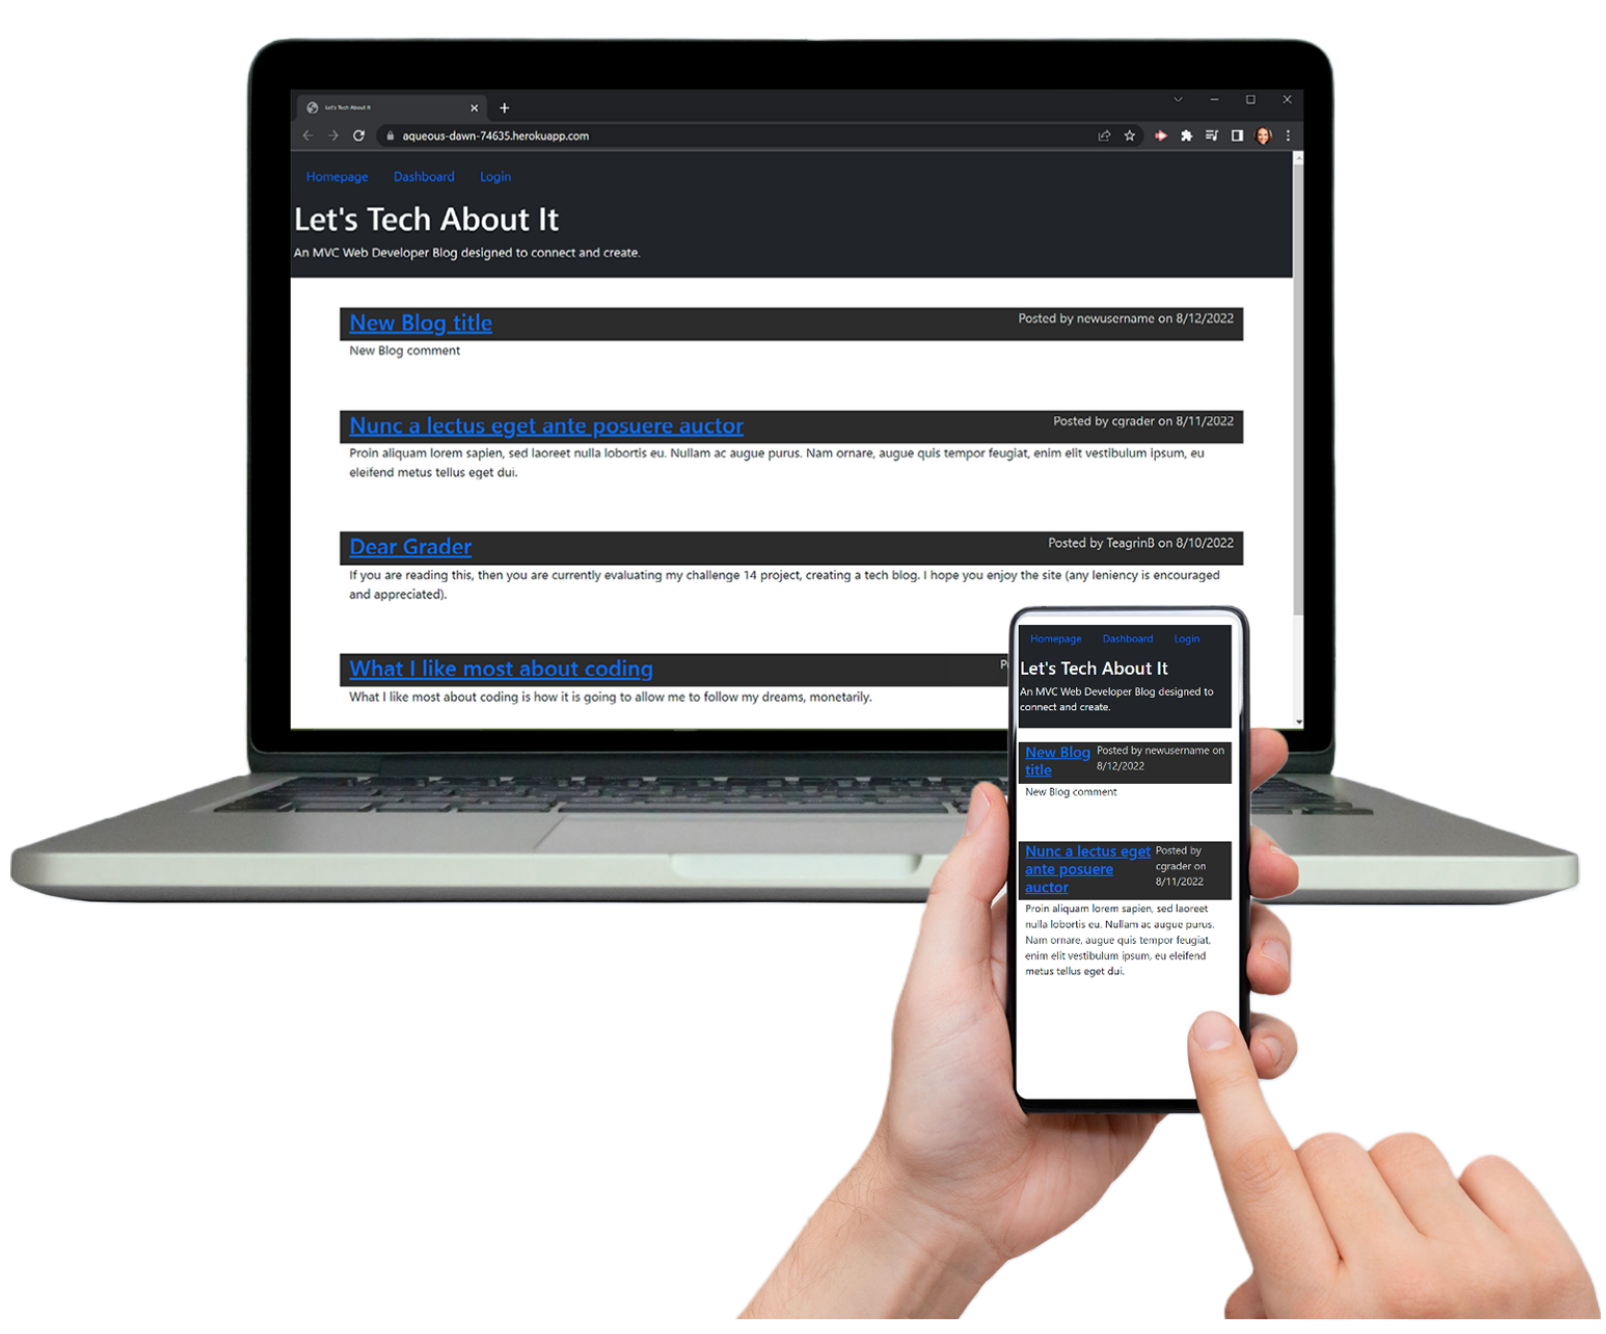 Let's Tech About It
aqueous-dawn-74635.herokuapp.com
Homepage Dashboard Login
Let's Tech About It
An MVC Web Developer Blog designed to connect and create.
New Blog title Posted by newusername on 8/12/2022
New Blog comment
Nunc a lectus eget ante posuere auctor Posted by cgrader on 8/11/2022
Proin aliquam lorem sapien, sed laoreet nulla lobortis eu. Nullam ac augue purus. Nam ornare, augue quis tempor feugiat, enim elit vestibulum ipsum, eu
eleifend metus tellus eget dui.
Dear Grader Posted by TeagrinB on 8/10/2022
If you are reading this, then you are currently evaluating my challenge 14 project, creating a tech blog. I hope you enjoy the site (any leniency is encouraged
and appreciated).
What I like most about coding P
What I like most about coding is how it is going to allow me to follow my dreams, monetarily.
Homepage Dashboard Login
Let's Tech About It
An MVC Web Developer Blog designed to
connect and create.
New Blog Posted by newusername on
title 8/12/2022
New Blog comment
Nunc a lectus eget Posted by
ante posuere cgrader on
auctor 8/11/2022
Proin aliquam lorem sapien, sed laoreet
nulla lobortis eu. Nullam ac augue purus.
Nam ornare, augue quis tempor feugiat,
enim elit vestibulum ipsum, eu eleifend
metus tellus eget dui.